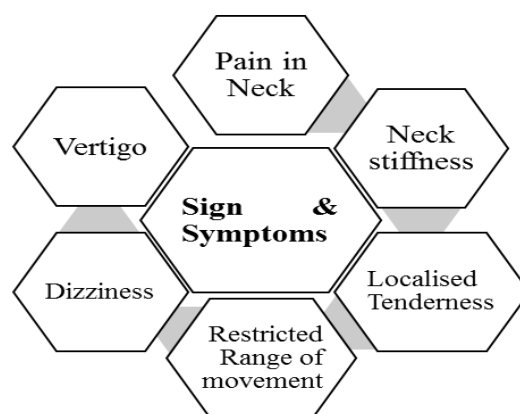 Pain in
Neck
Neck
stiffness
Vertigo
Sign &
Symptoms
Dizziness
Localised
Tenderness
Restricted
Range of
movement